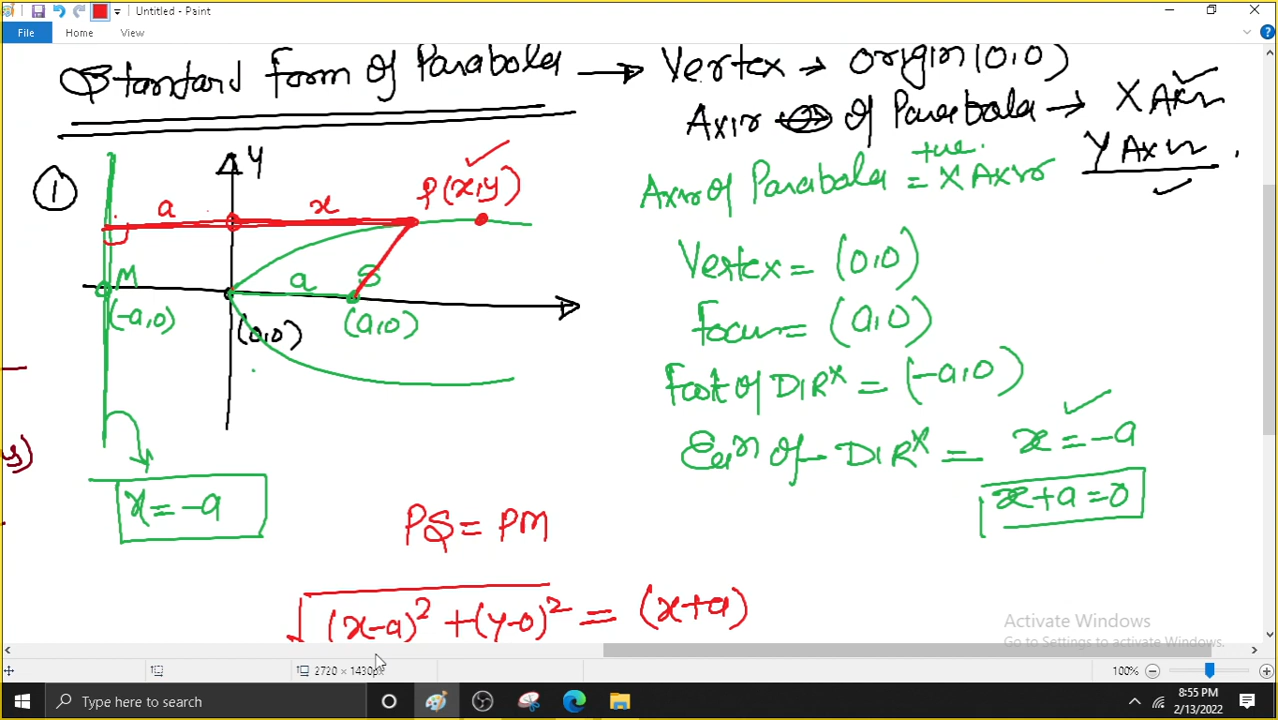 Untitled - Paint
File Home View
Standard form of Parabola → Vertex → origin (0,0)
Axis of Parabola → X Axis
Y Axis
Axis of Parabola = X Axis
+ve.
1
Y
a
x
P(x,y)
M
a
S
(-a,0)
(0,0)
(a,0)
Vertex = (0,0)
Focus = (a,0)
Foot of DIRˣ = (-a,0)
Eqn of DIRˣ = x = -a
x+a=0
x = -a
y)
PS = PM
√(x-a)² + (y-0)² = (x+a)
Activate Windows
Go to Settings to activate Windows.
2720 × 1430px
100%
Type here to search
8:55 PM
2/13/2022